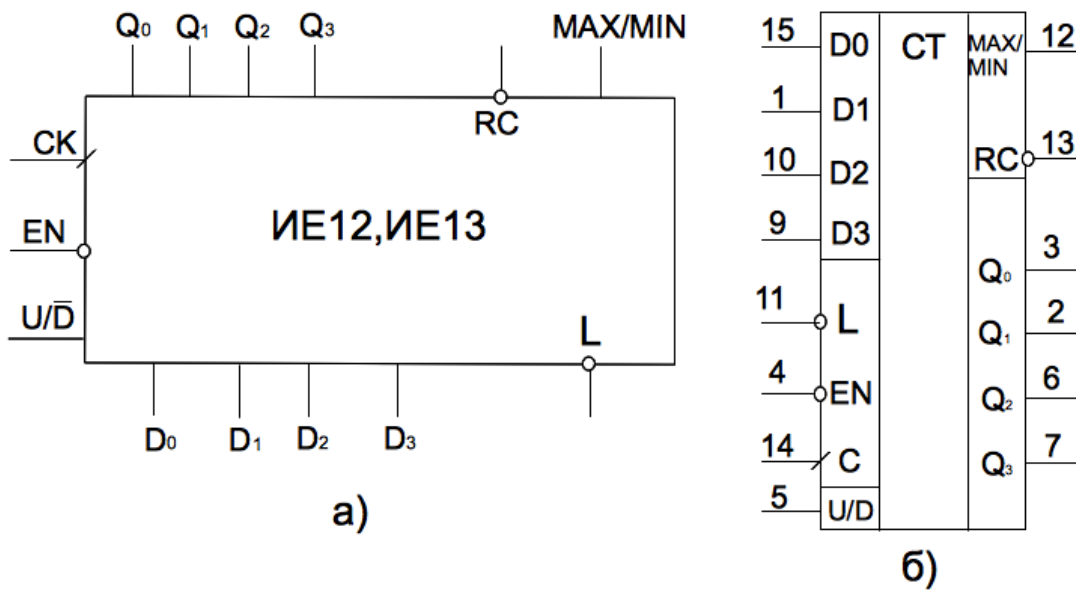 Q₀ Q₁ Q₂ Q₃ MAX/MIN
RC
CK
EN
U/D̅
ИЕ12,ИЕ13
L
D₀ D₁ D₂ D₃
а)
15 D0 CT MAX/ 12
MIN
1 D1
10 D2 RC 13
9 D3
Q₀ 3
11 L
Q₁ 2
4 EN Q₂ 6
14 C Q₃ 7
5 U/D
б)